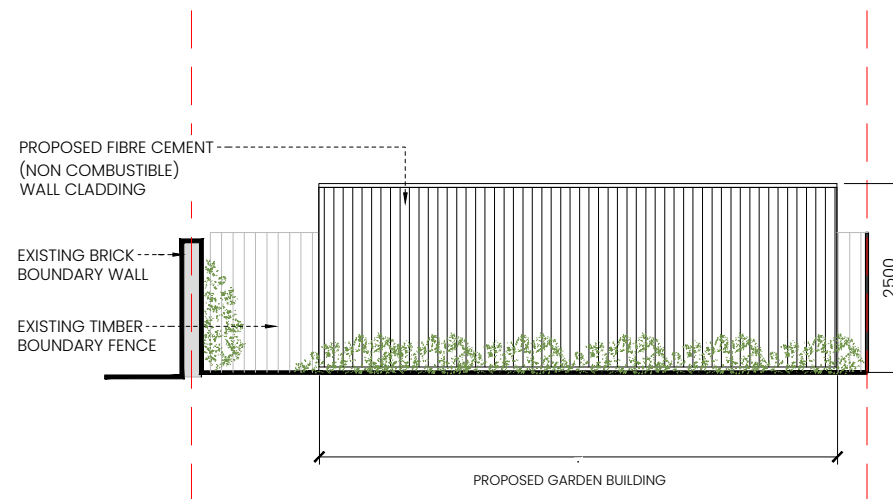 PROPOSED FIBRE CEMENT
(NON COMBUSTIBLE)
WALL CLADDING
EXISTING BRICK
BOUNDARY WALL
EXISTING TIMBER
BOUNDARY FENCE
2500
PROPOSED GARDEN BUILDING